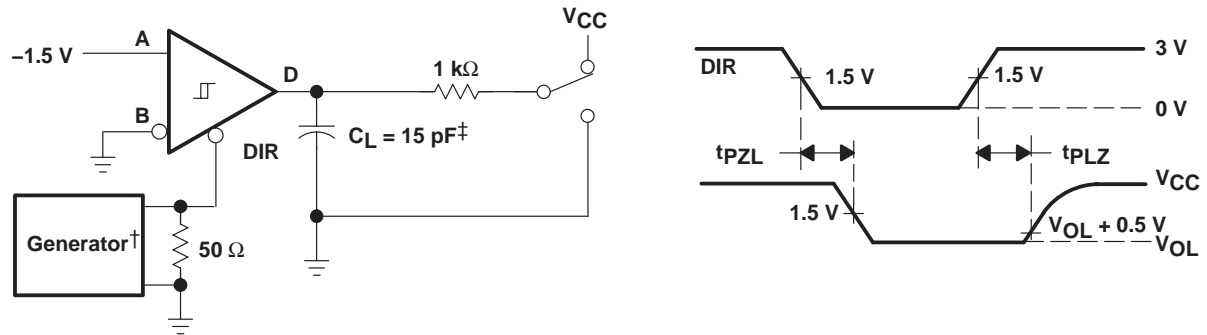 VCC
A
–1.5 V
1 kΩ
D
B
CL = 15 pF‡
DIR
Generator†
50 Ω
3 V
DIR
1.5 V
1.5 V
0 V
tPZL
tPLZ
VCC
1.5 V
VOL + 0.5 V
VOL